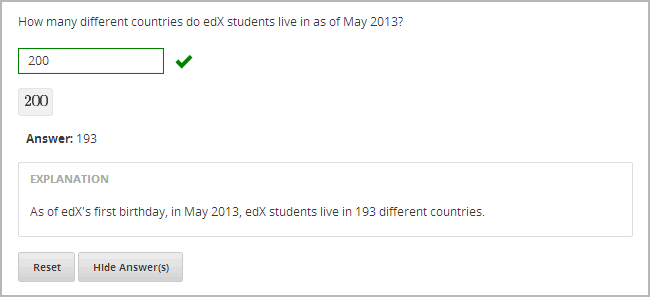 How many different countries do edX students live in as of May 2013?
200
200
Answer: 193
EXPLANATION
As of edX's first birthday, in May 2013, edX students live in 193 different countries.
Reset Hide Answer(s)